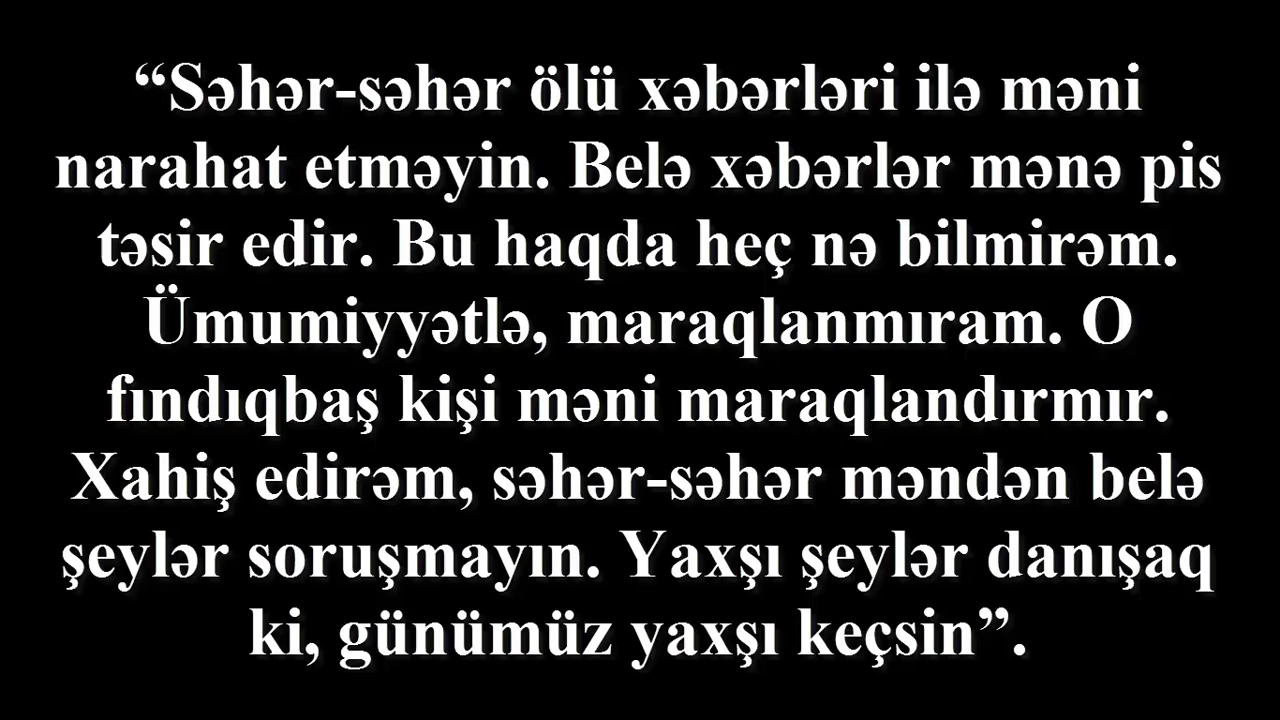 “Səhər-səhər ölü xəbərləri ilə məni
narahat etməyin. Belə xəbərlər mənə pis
təsir edir. Bu haqda heç nə bilmirəm.
Ümumiyyətlə, maraqlanmıram. O
fındıqbaş kişi məni maraqlandırmır.
Xahiş edirəm, səhər-səhər məndən belə
şeylər soruşmayın. Yaxşı şeylər danışaq
ki, günümüz yaxşı keçsin”.